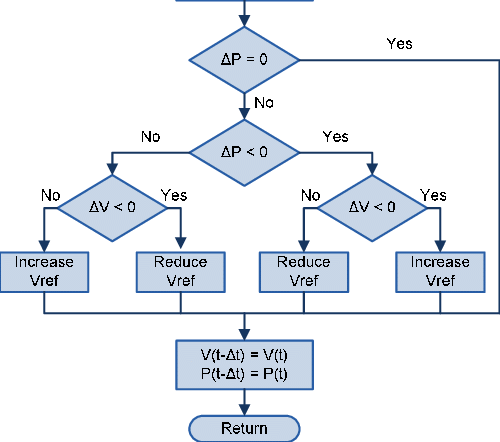 Yes
ΔP = 0
No
No
Yes
ΔP < 0
No
Yes
No
Yes
ΔV < 0
ΔV < 0
Increase
Vref
Reduce
Vref
Reduce
Vref
Increase
Vref
V(t-Δt) = V(t)
P(t-Δt) = P(t)
Return